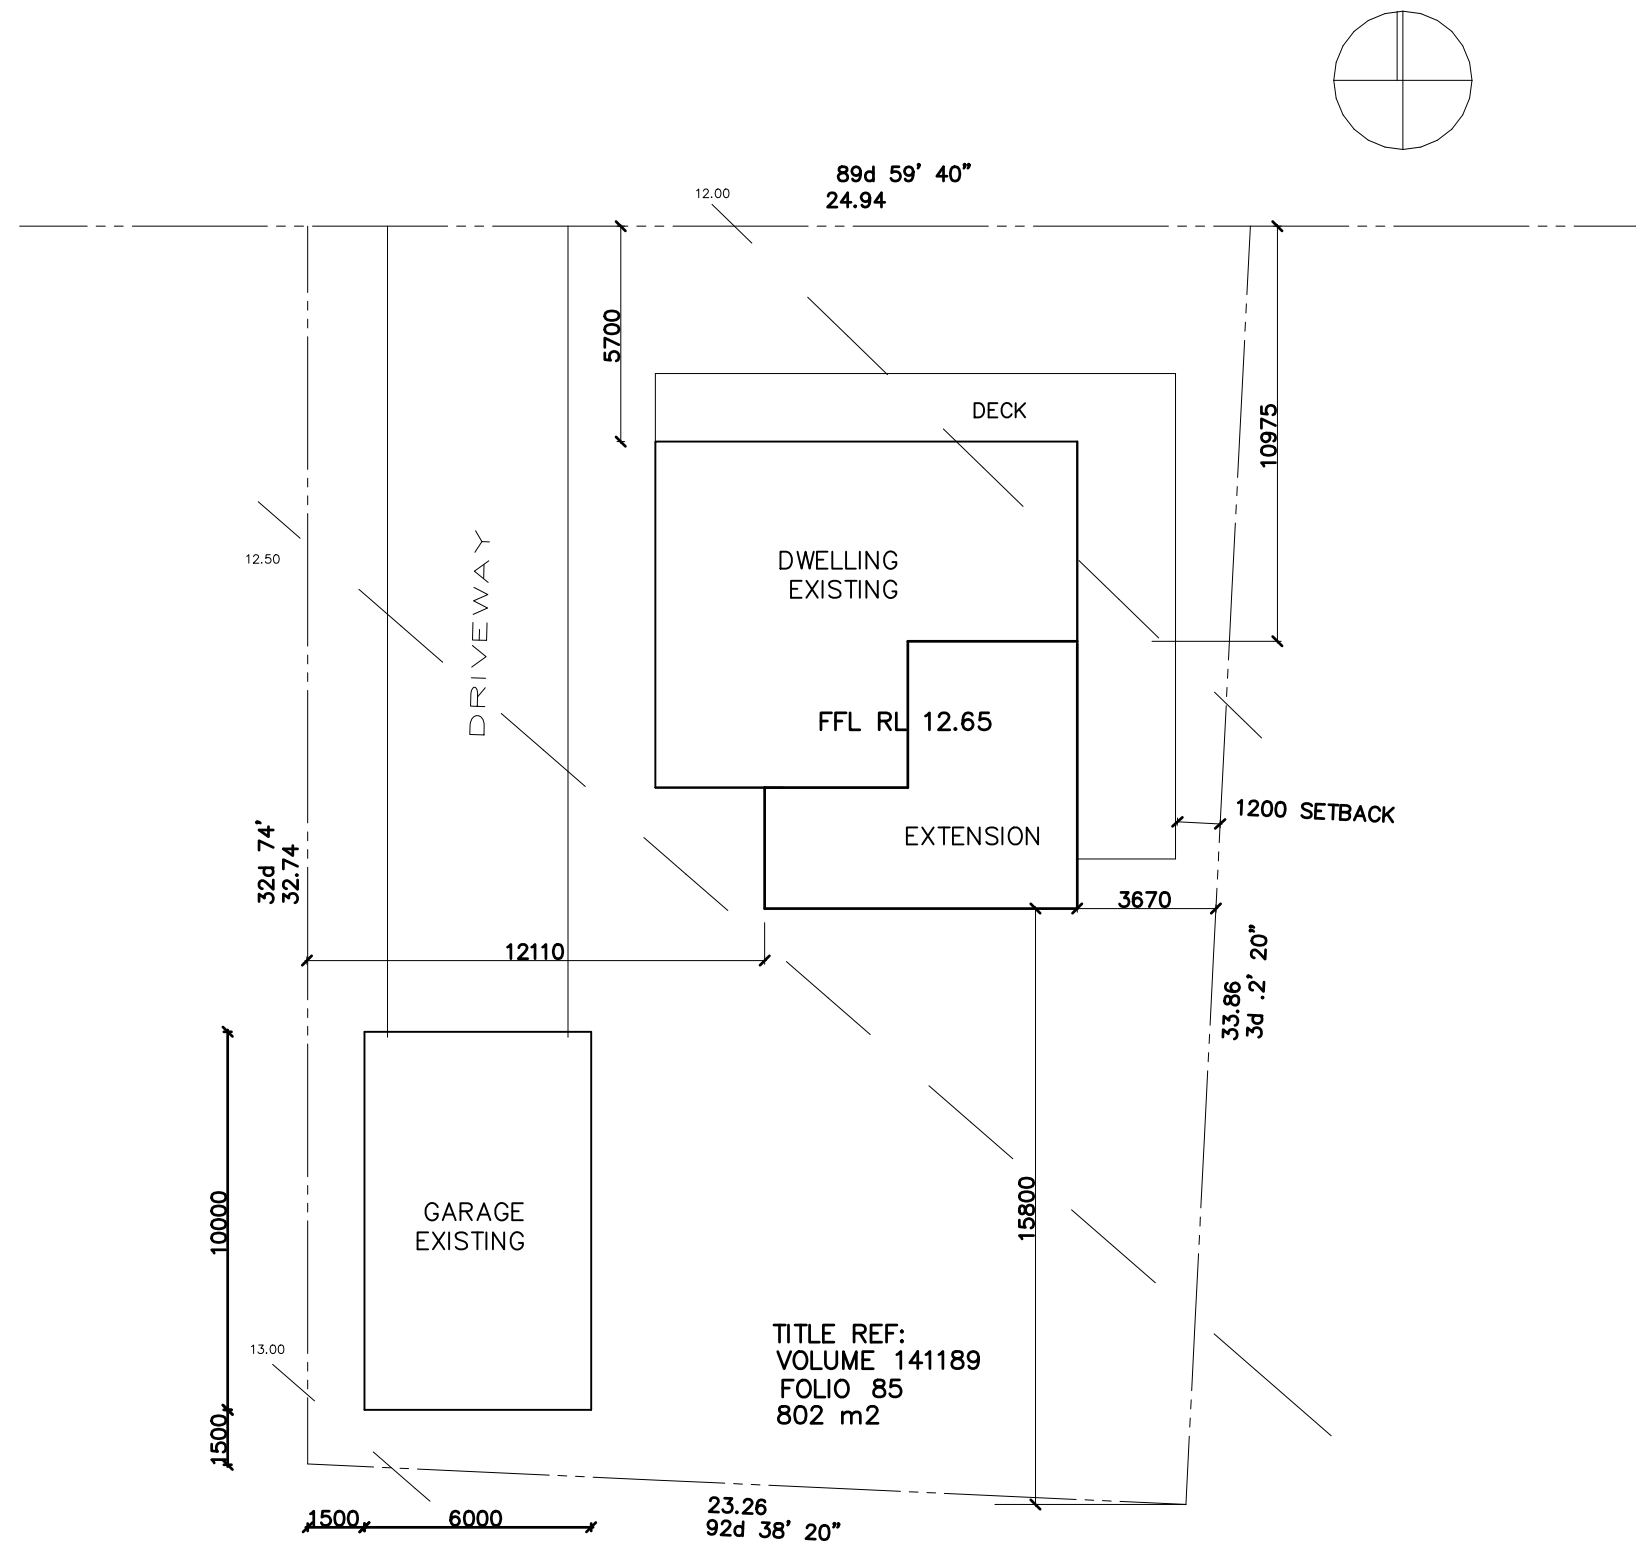 89d 59' 40"
24.94
12.00
5700
10975
DECK
12.50
DRIVEWAY
DWELLING
EXISTING
FFL RL 12.65
1200 SETBACK
EXTENSION
32d 74'
32.74
3670
12110
33.86
3d .2' 20"
10000
15800
GARAGE
EXISTING
TITLE REF:
VOLUME 141189
FOLIO 85
802 m2
13.00
1500
1500
6000
23.26
92d 38' 20"